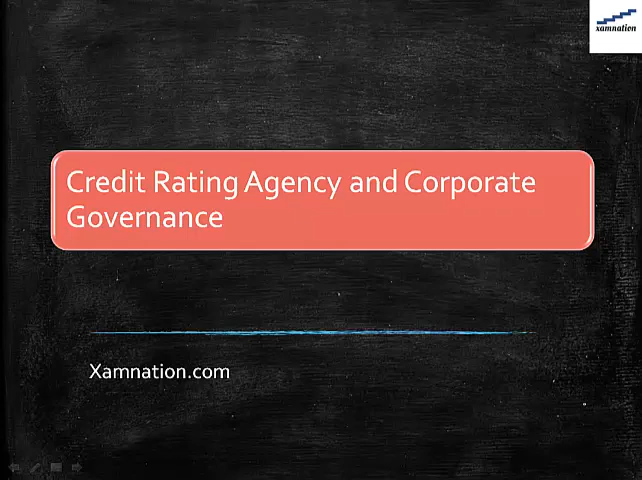 xamnation
Credit Rating Agency and Corporate
Governance
Xamnation.com